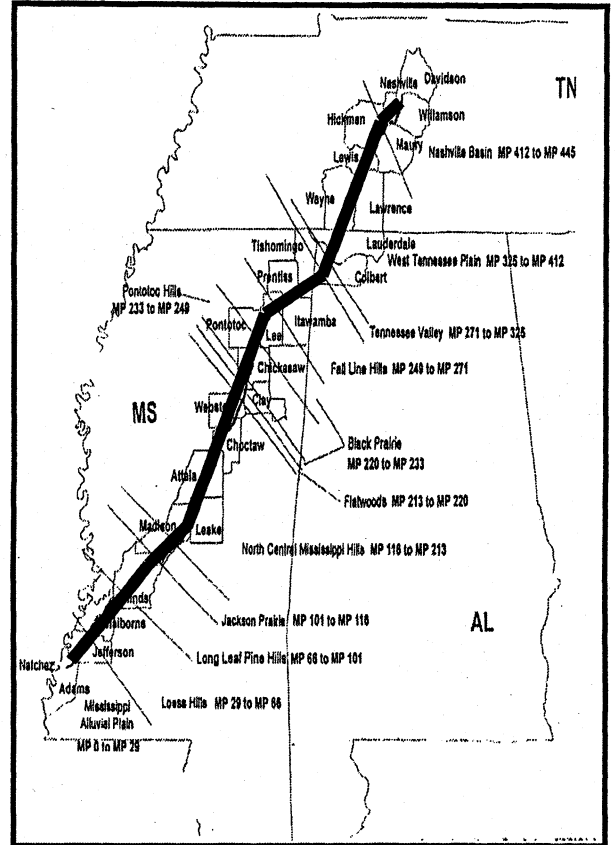 Nashville
Davidson
TN
Hickman
Williamson
Maury
Nashville Basin MP 412 to MP 445
Lewis
Wayne
Lawrence
Tishomingo
Lauderdale
West Tennessee Plain MP 325 to MP 412
Prentiss
Colbert
Pontotoc Hills
MP 233 to MP 249
Pontotoc
Itawamba
Lee
Tennessee Valley MP 271 to MP 325
Chickasaw
Fall Line Hills MP 249 to MP 271
MS
Webst
Clay
Choctaw
Black Prairie
MP 220 to MP 233
Attala
Flatwoods MP 213 to MP 220
Madison
Leake
North Central Mississippi Hills MP 116 to MP 213
inds
Jackson Prairie MP 101 to MP 116
AL
laiborne
Jefferson
Long Leaf Pine Hills MP 66 to MP 101
Natchez
Adams
Loess Hills MP 29 to MP 66
Mississippi
Alluvial Plain
MP 0 to MP 29